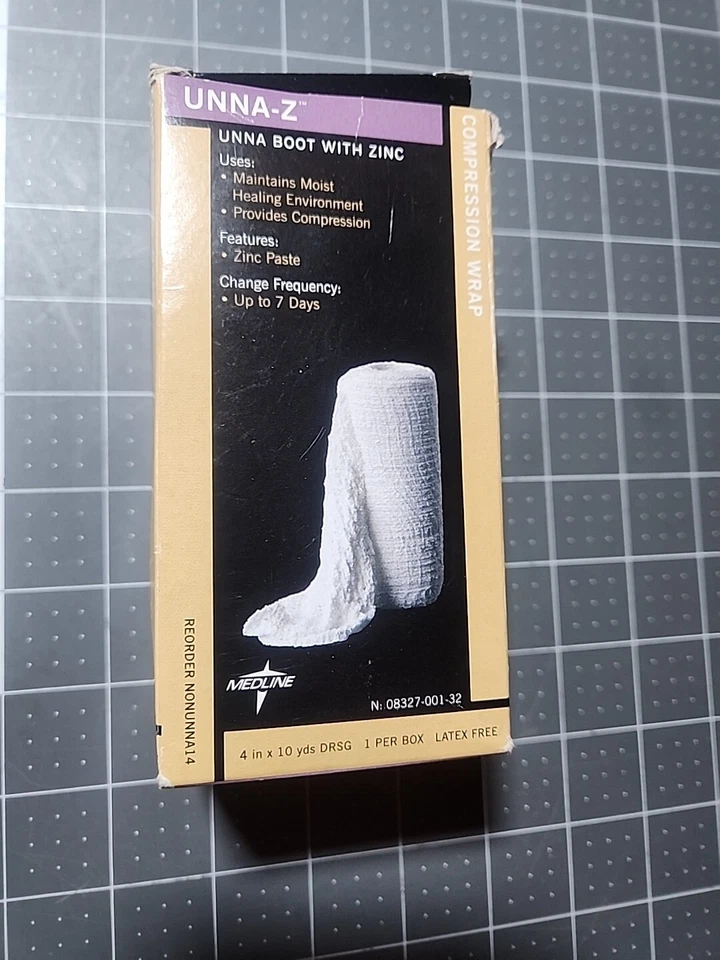 UNNA-Z™
UNNA BOOT WITH ZINC
Uses:
• Maintains Moist
Healing Environment
• Provides Compression
Features:
• Zinc Paste
Change Frequency:
• Up to 7 Days
COMPRESSION WRAP
REORDER NONUNNA14
MEDLINE
N: 08327-001-32
4 in x 10 yds DRSG 1 PER BOX LATEX FREE